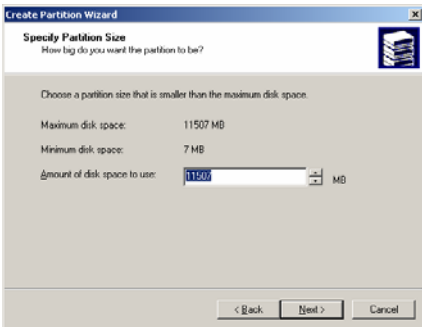 Create Partition Wizard
Specify Partition Size
How big do you want the partition to be?
Choose a partition size that is smaller than the maximum disk space.
Maximum disk space: 11507 MB
Minimum disk space: 7 MB
Amount of disk space to use: 11507 MB
< Back Next > Cancel